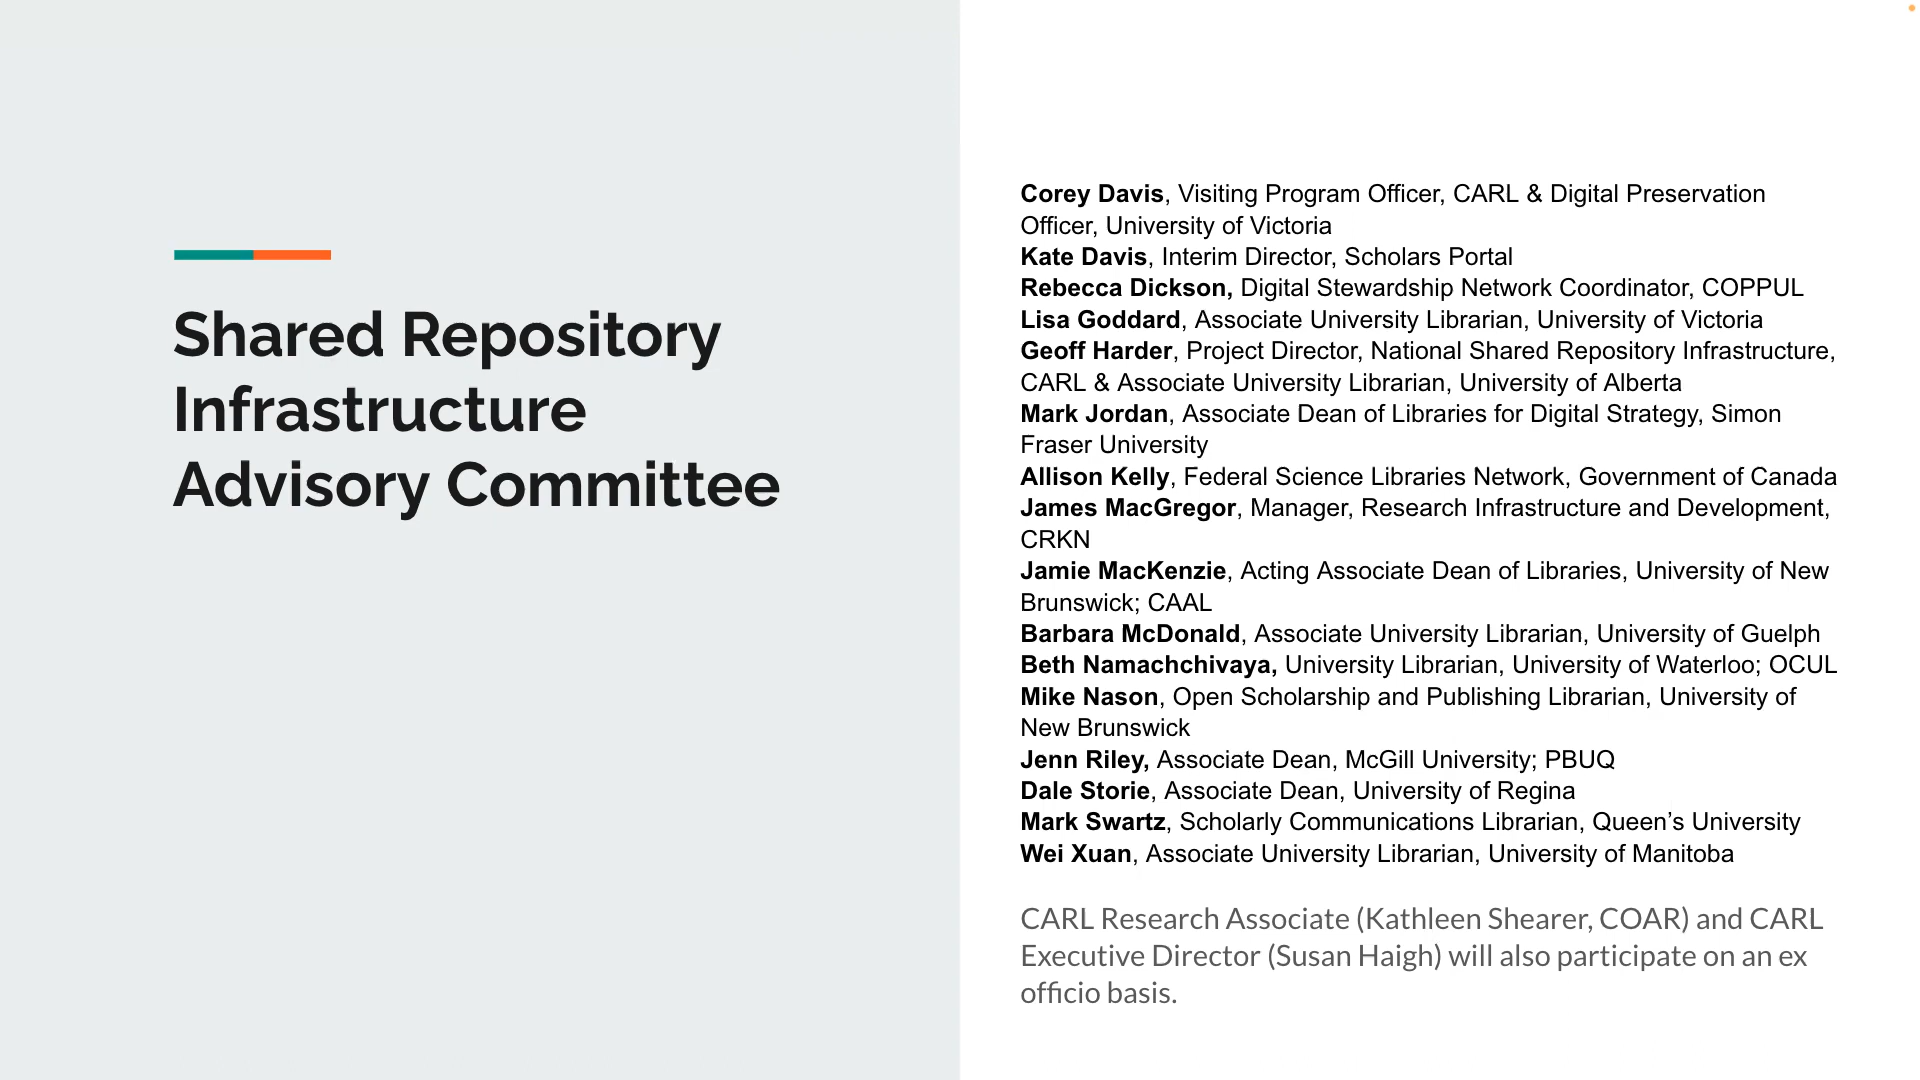 Shared Repository
Infrastructure
Advisory Committee
Corey Davis, Visiting Program Officer, CARL & Digital Preservation
Officer, University of Victoria
Kate Davis, Interim Director, Scholars Portal
Rebecca Dickson, Digital Stewardship Network Coordinator, COPPUL
Lisa Goddard, Associate University Librarian, University of Victoria
Geoff Harder, Project Director, National Shared Repository Infrastructure,
CARL & Associate University Librarian, University of Alberta
Mark Jordan, Associate Dean of Libraries for Digital Strategy, Simon
Fraser University
Allison Kelly, Federal Science Libraries Network, Government of Canada
James MacGregor, Manager, Research Infrastructure and Development,
CRKN
Jamie MacKenzie, Acting Associate Dean of Libraries, University of New
Brunswick; CAAL
Barbara McDonald, Associate University Librarian, University of Guelph
Beth Namachchivaya, University Librarian, University of Waterloo; OCUL
Mike Nason, Open Scholarship and Publishing Librarian, University of
New Brunswick
Jenn Riley, Associate Dean, McGill University; PBUQ
Dale Storie, Associate Dean, University of Regina
Mark Swartz, Scholarly Communications Librarian, Queen’s University
Wei Xuan, Associate University Librarian, University of Manitoba
CARL Research Associate (Kathleen Shearer, COAR) and CARL
Executive Director (Susan Haigh) will also participate on an ex
officio basis.